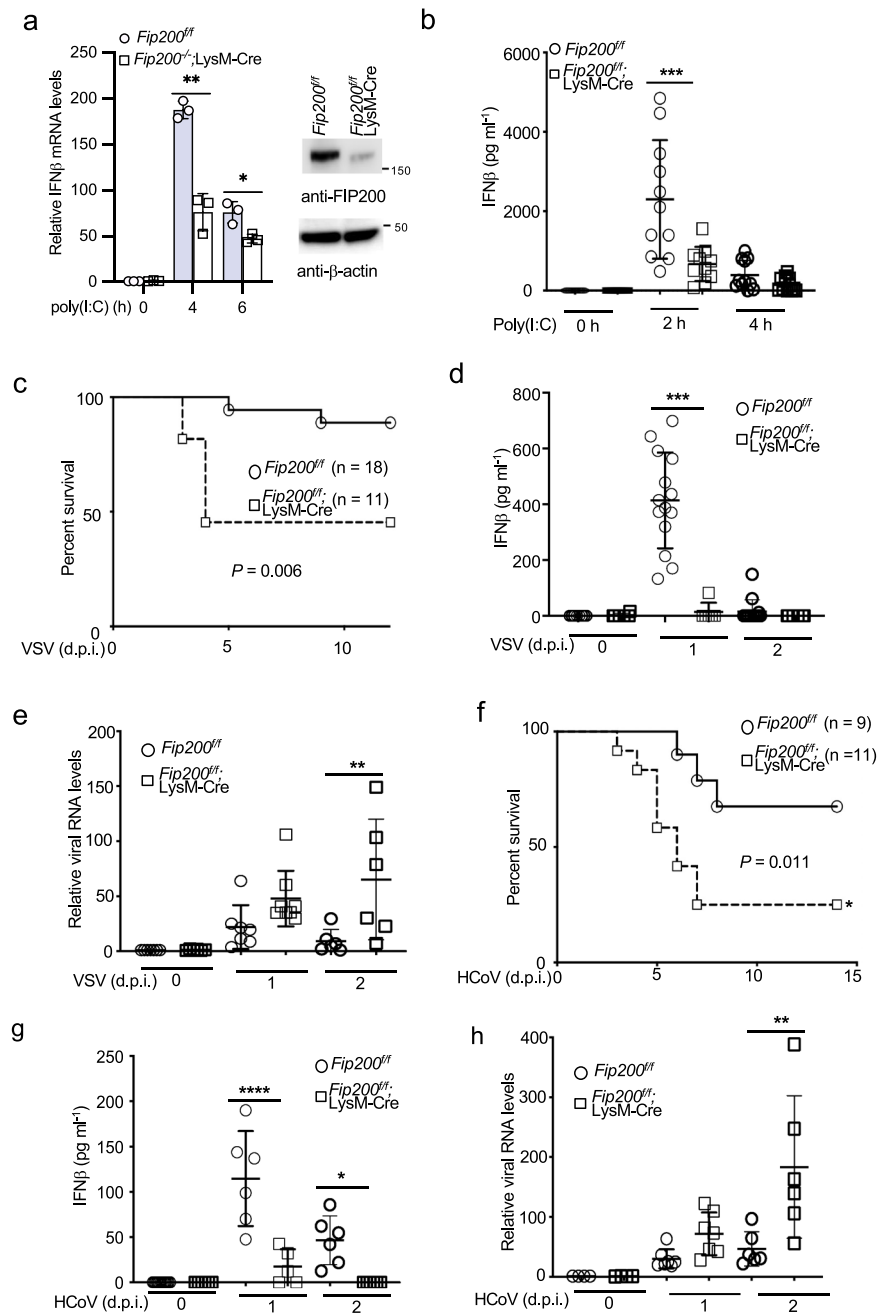 a
Fip200f/f
Fip200-/-;LysM-Cre
Relative IFNβ mRNA levels
250
200
150
100
50
0
**
*
poly(I:C) (h) 0 4 6
Fip200f/f
Fip200f/f
LysM-Cre
150
anti-FIP200
50
anti-β-actin
b
Fip200f/f
Fip200f/f;
LysM-Cre
IFNβ (pg ml-1)
6000
4000
2000
0
***
Poly(I:C) 0 h 2 h 4 h
c
Percent survival
100
50
0
Fip200f/f (n = 18)
Fip200f/f; (n = 11)
LysM-Cre
P = 0.006
5 10
VSV (d.p.i.)
d
IFNβ (pg ml-1)
800
600
400
200
0
***
Fip200f/f
Fip200f/f;
LysM-Cre
VSV (d.p.i.) 0 1 2
e
Relative viral RNA levels
200
150
100
50
0
Fip200f/f
Fip200f/f;
LysM-Cre
**
VSV (d.p.i.) 0 1 2
f
Percent survival
100
50
Fip200f/f (n = 9)
Fip200f/f; (n =11)
LysM-Cre
P = 0.011
*
HCoV (d.p.i.) 0 5 10 15
g
IFNβ (pg ml-1)
200
150
100
50
0
****
*
Fip200f/f
Fip200f/f;
LysM-Cre
HCoV (d.p.i.) 0 1 2
h
Relative viral RNA levels
400
300
200
100
0
Fip200f/f
Fip200f/f;
LysM-Cre
**
HCoV (d.p.i.) 0 1 2